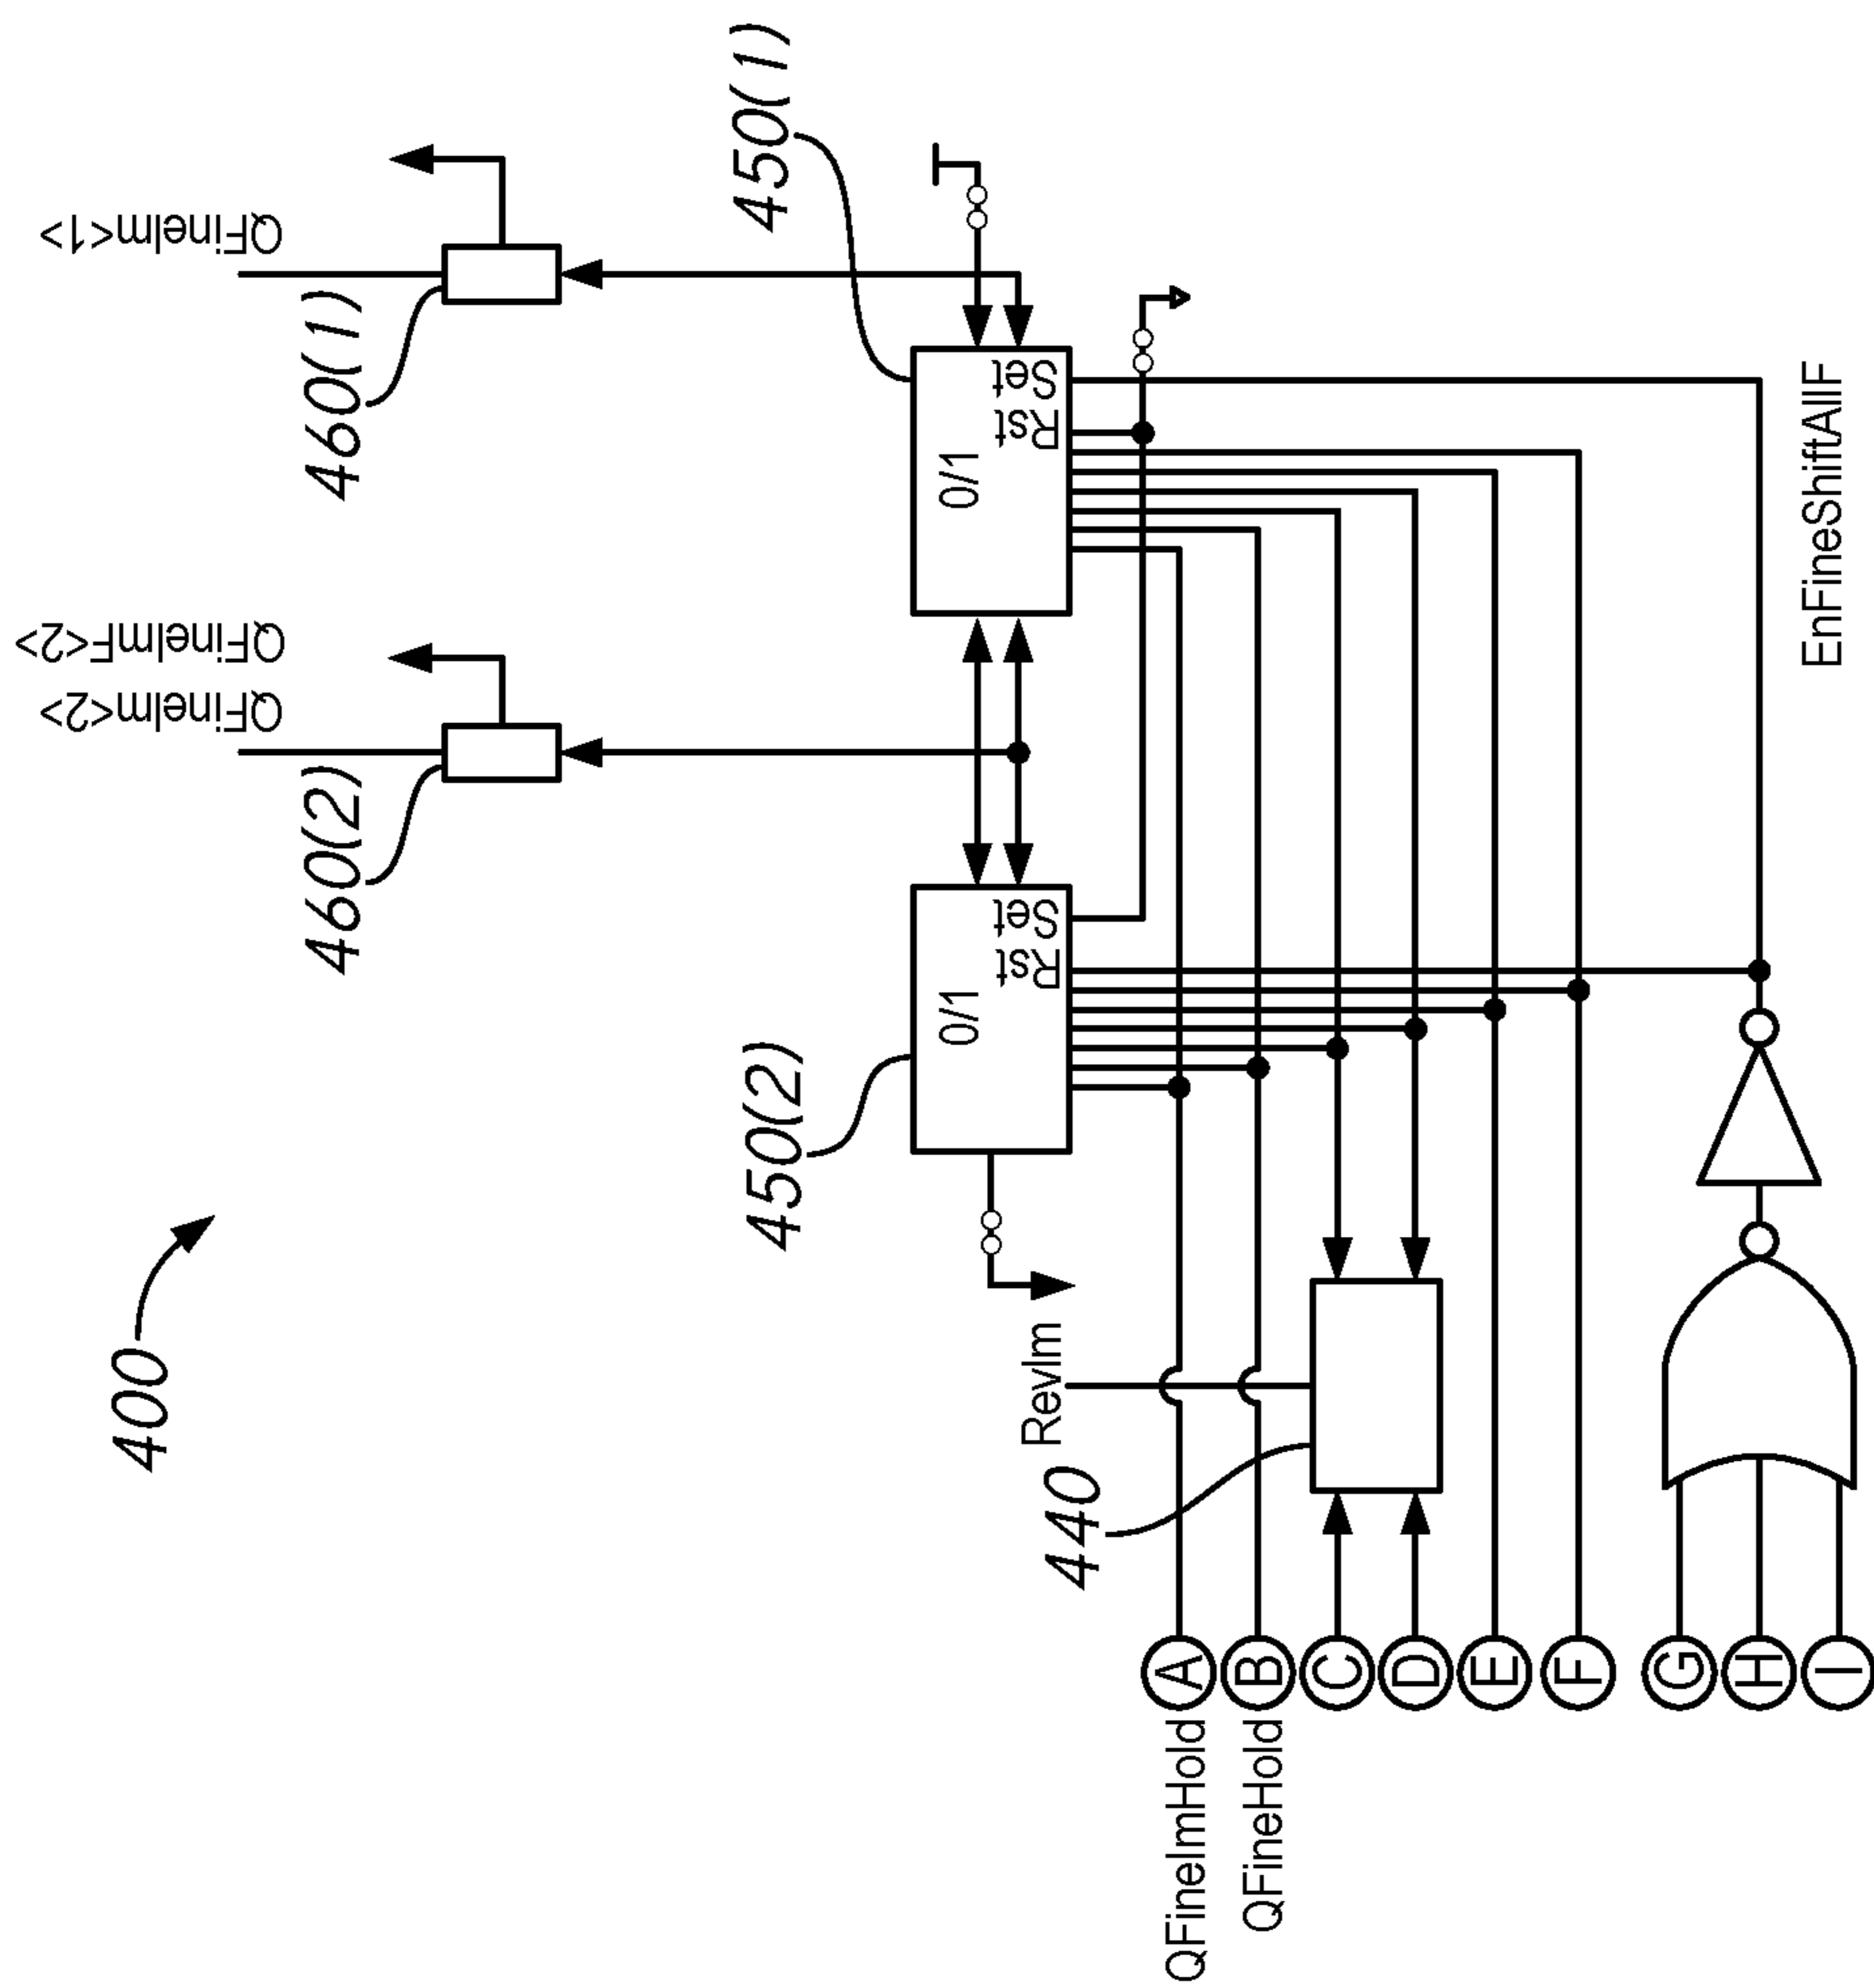 400
QFineIm<1>
QFineImF<2>
QFineIm<2>
460(1)
460(2)
450(1)
450(2)
Set
Rst
0/1
Set
Rst
0/1
RevIm
440
QFineImHold
A
QFineHold
B
C
D
E
F
G
H
I
EnFineShiftAllF